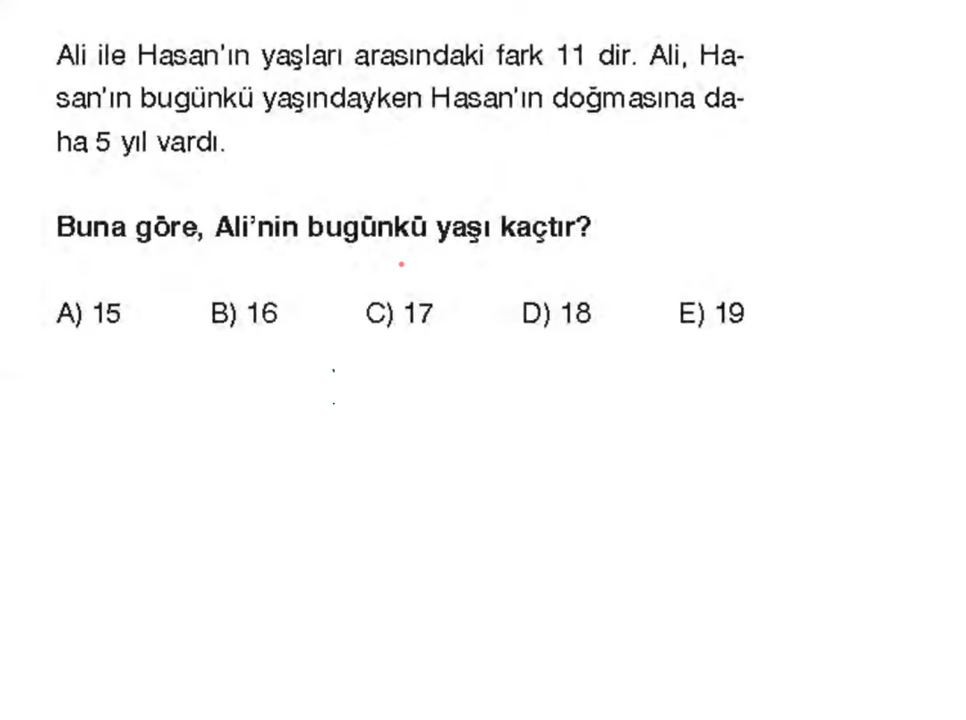 Ali ile Hasan'ın yaşları arasındaki fark 11 dir. Ali, Ha-
san'ın bugünkü yaşındayken Hasan'ın doğmasına da-
ha 5 yıl vardı.
Buna göre, Ali'nin bugünkü yaşı kaçtır?
A) 15 B) 16 C) 17 D) 18 E) 19